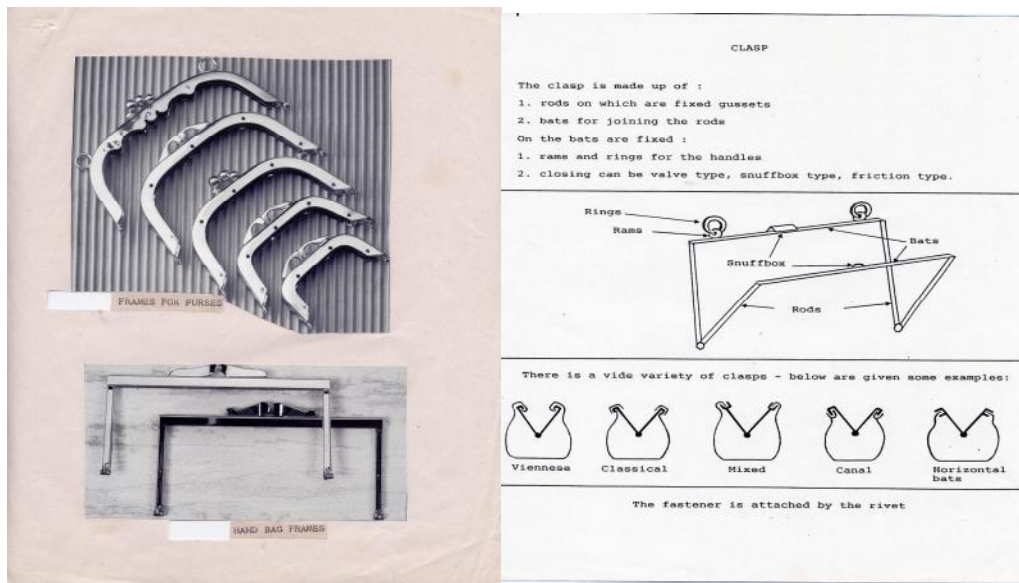 FRAMES FOR PURSES
HAND BAG FRAMES
CLASP
The clasp is made up of :
1. rods on which are fixed gussets
2. bats for joining the rods
On the bats are fixed :
1. rams and rings for the handles
2. closing can be valve type, snuffbox type, friction type.
Rings
Rams
Bats
Snuffbox
Rods
There is a vide variety of clasps - below are given some examples:
Viennese
Classical
Mixed
Canal
Norizontal
bats
The fastener is attached by the rivet